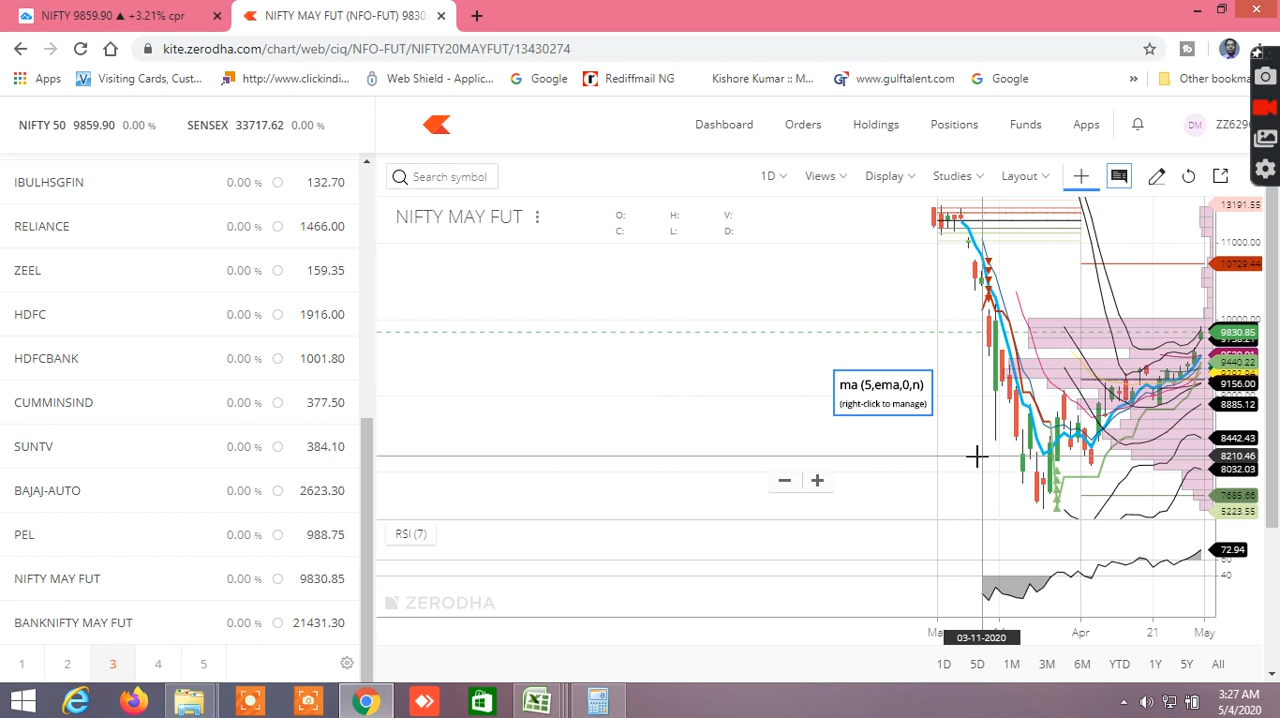 NIFTY 9859.90 ▲ +3.21% cpr
NIFTY MAY FUT (NFO-FUT) 9830.
kite.zerodha.com/chart/web/ciq/NFO-FUT/NIFTY20MAYFUT/13430274
Apps
Visiting Cards, Cust...
http://www.clickindi...
Web Shield - Applic...
Google
Rediffmail NG
Kishore Kumar :: M...
www.gulftalent.com
Google
»
Other bookma
NIFTY 50 9859.90 0.00 %
SENSEX 33717.62 0.00 %
Dashboard
Orders
Holdings
Positions
Funds
Apps
DM
ZZ629
IBULHSGFIN 0.00 % 132.70
RELIANCE 0.00 % 1466.00
ZEEL 0.00 % 159.35
HDFC 0.00 % 1916.00
HDFCBANK 0.00 % 1001.80
CUMMINSIND 0.00 % 377.50
SUNTV 0.00 % 384.10
BAJAJ-AUTO 0.00 % 2623.30
PEL 0.00 % 988.75
NIFTY MAY FUT 0.00 % 9830.85
BANKNIFTY MAY FUT 0.00 % 21431.30
1 2 3 4 5
Search symbol
1D
Views
Display
Studies
Layout
NIFTY MAY FUT
O: H: V:
C: L: D:
13191.55
11000.00
10729.46
10000.00
9830.85
9440.22
9156.00
8885.12
8442.43
8210.46
8032.03
7685.66
5223.55
ma (5,ema,0,n)
(right-click to manage)
RSI (7)
72.94
40
ZERODHA
03-11-2020
Apr
21
May
1D 5D 1M 3M 6M YTD 1Y 5Y All
3:27 AM
5/4/2020